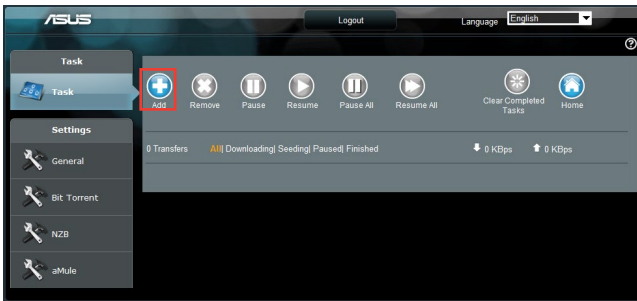 ASUS
Logout
Language English
Task
Task
Settings
General
Bit Torrent
NZB
aMule
Add Remove Pause Resume Pause All Resume All Clear Completed Tasks Home
0 Transfers All| Downloading| Seeding| Paused| Finished 0 KBps 0 KBps